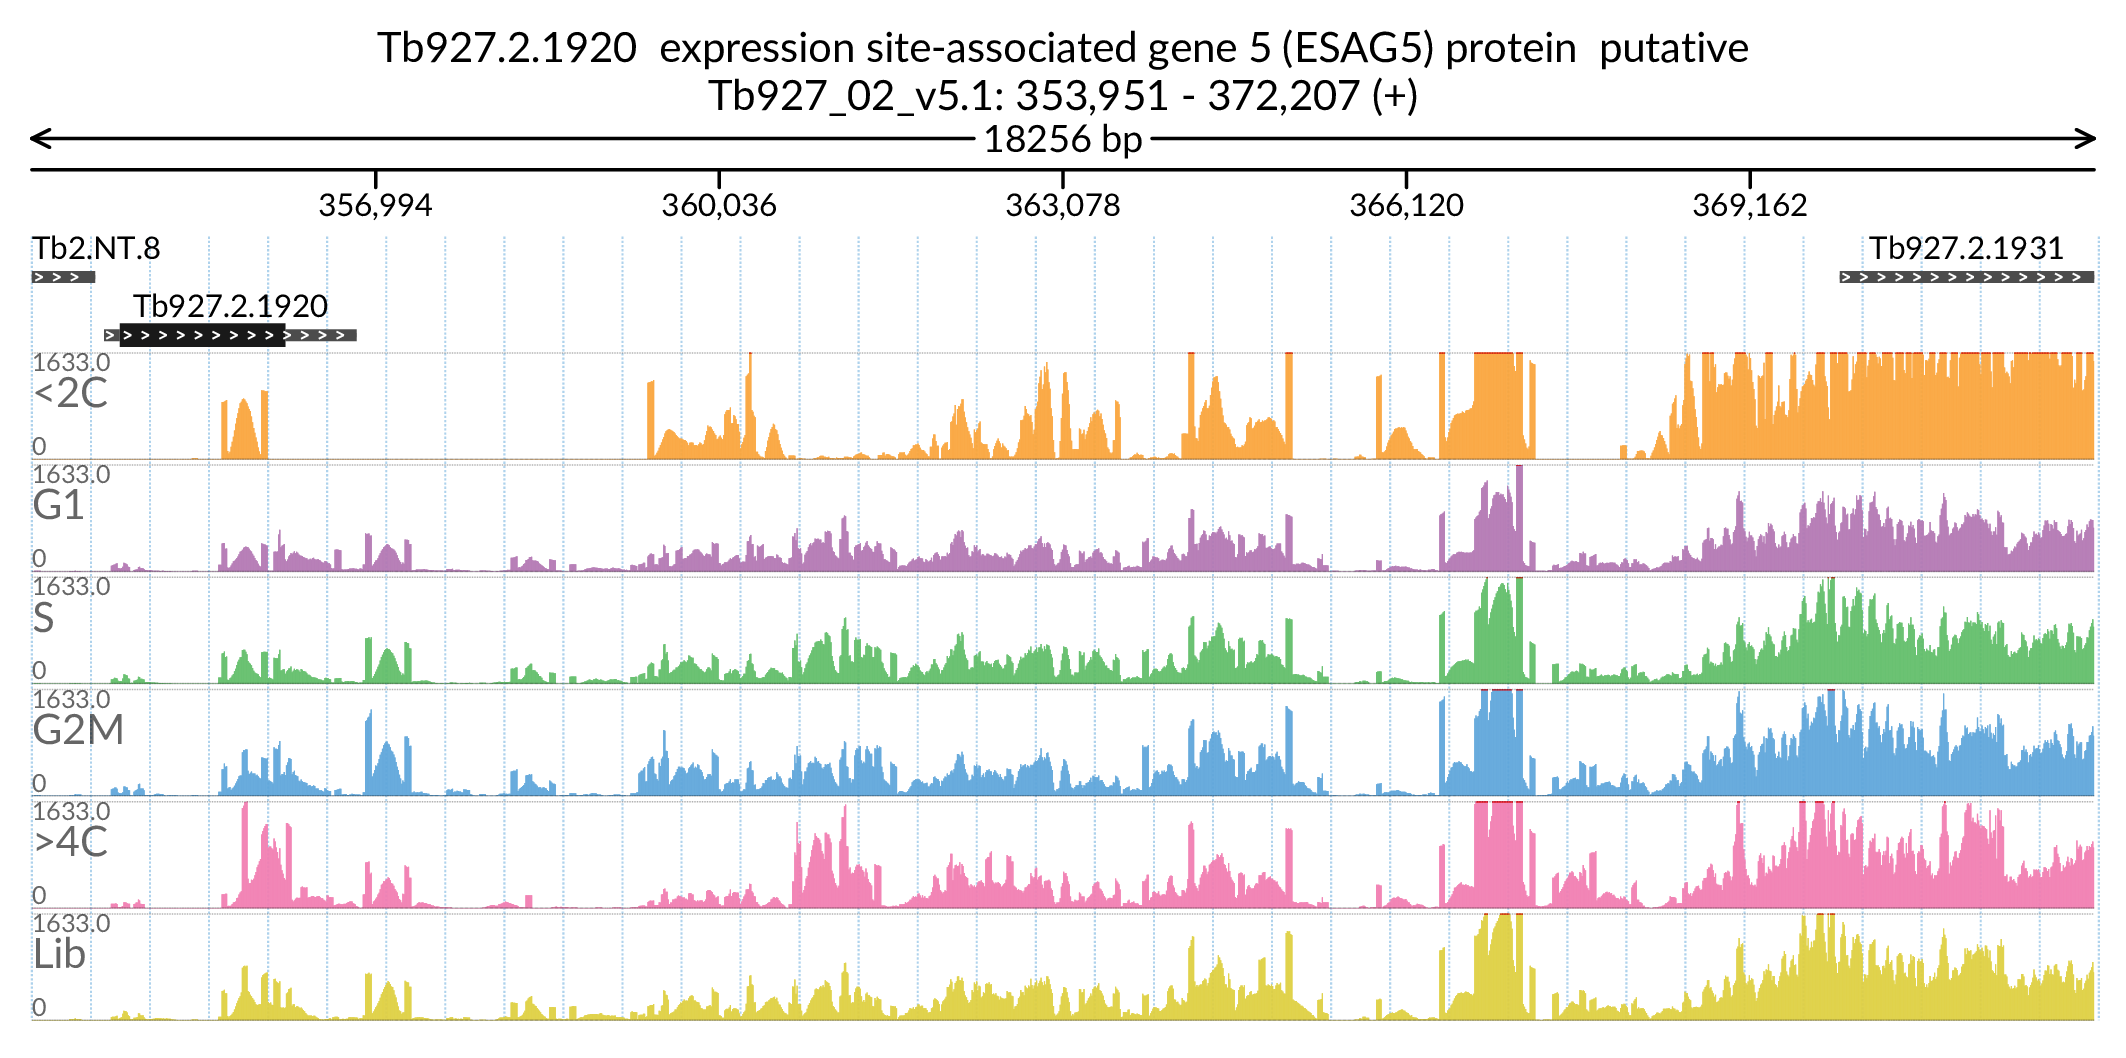 Tb927.2.1920  expression site-associated gene 5 (ESAG5) protein  putative
Tb927_02_v5.1: 353,951 - 372,207 (+)
18256 bp
356,994 360,036 363,078 366,120 369,162
Tb2.NT.8 Tb927.2.1931
Tb927.2.1920
1633.0
<2C
0
1633.0
G1
0
1633.0
S
0
1633.0
G2M
0
1633.0
>4C
0
1633.0
Lib
0